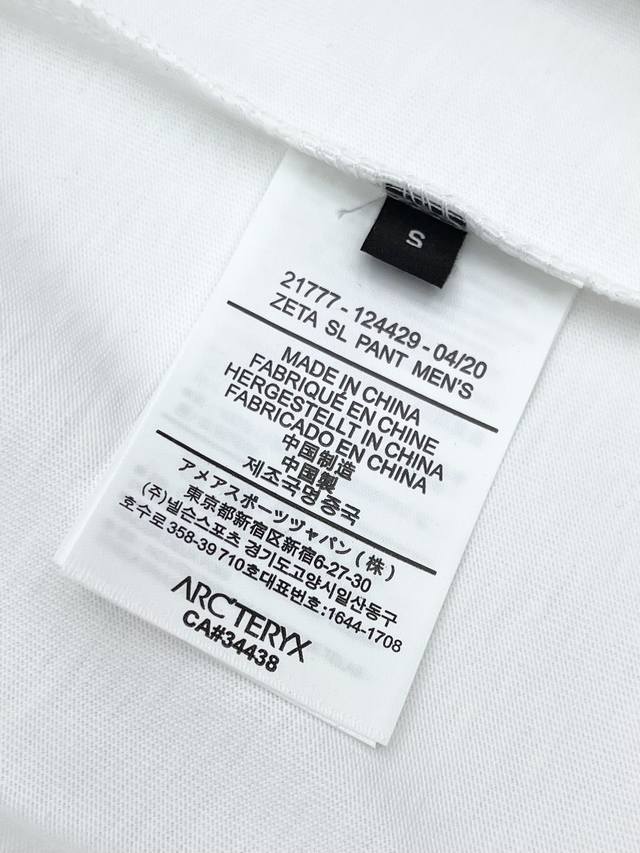 S
21777 - 124429 - 04/20
ZETA SL PANT MEN'S
MADE IN CHINA
FABRIQUÉ EN CHINE
HERGESTELLT IN CHINA
FABRICADO EN CHINA
中国制造
中国製
제조국명 중국
アメアスポーツジャパン (株)
東京都新宿区新宿6-27-30
(주)넬슨스포츠 경기도고양시일산동구
호수로 358-39 710호대표번호:1644-1708
ARC'TERYX
CA#34438